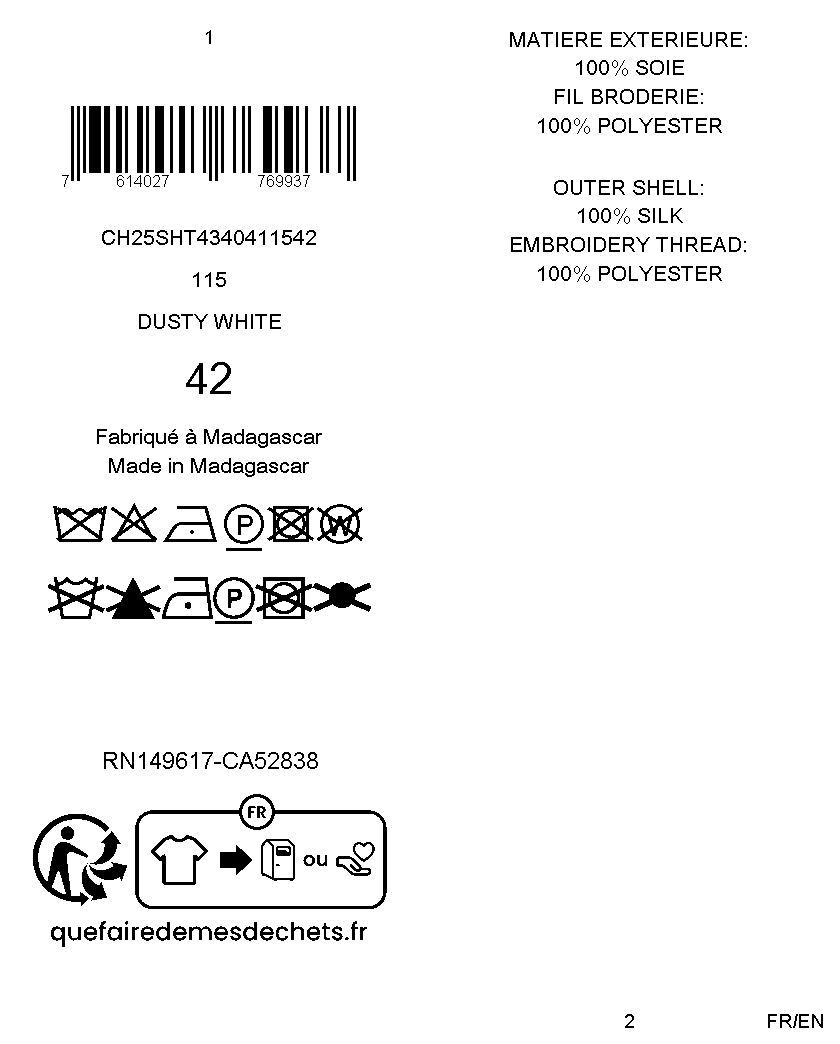 1
7 614027 769937
CH25SHT4340411542
115
DUSTY WHITE
42
Fabriqué à Madagascar
Made in Madagascar
P W
P
RN149617-CA52838
FR
ou
quefairedemesdechets.fr
MATIERE EXTERIEURE:
100% SOIE
FIL BRODERIE:
100% POLYESTER
OUTER SHELL:
100% SILK
EMBROIDERY THREAD:
100% POLYESTER
2
FR/EN